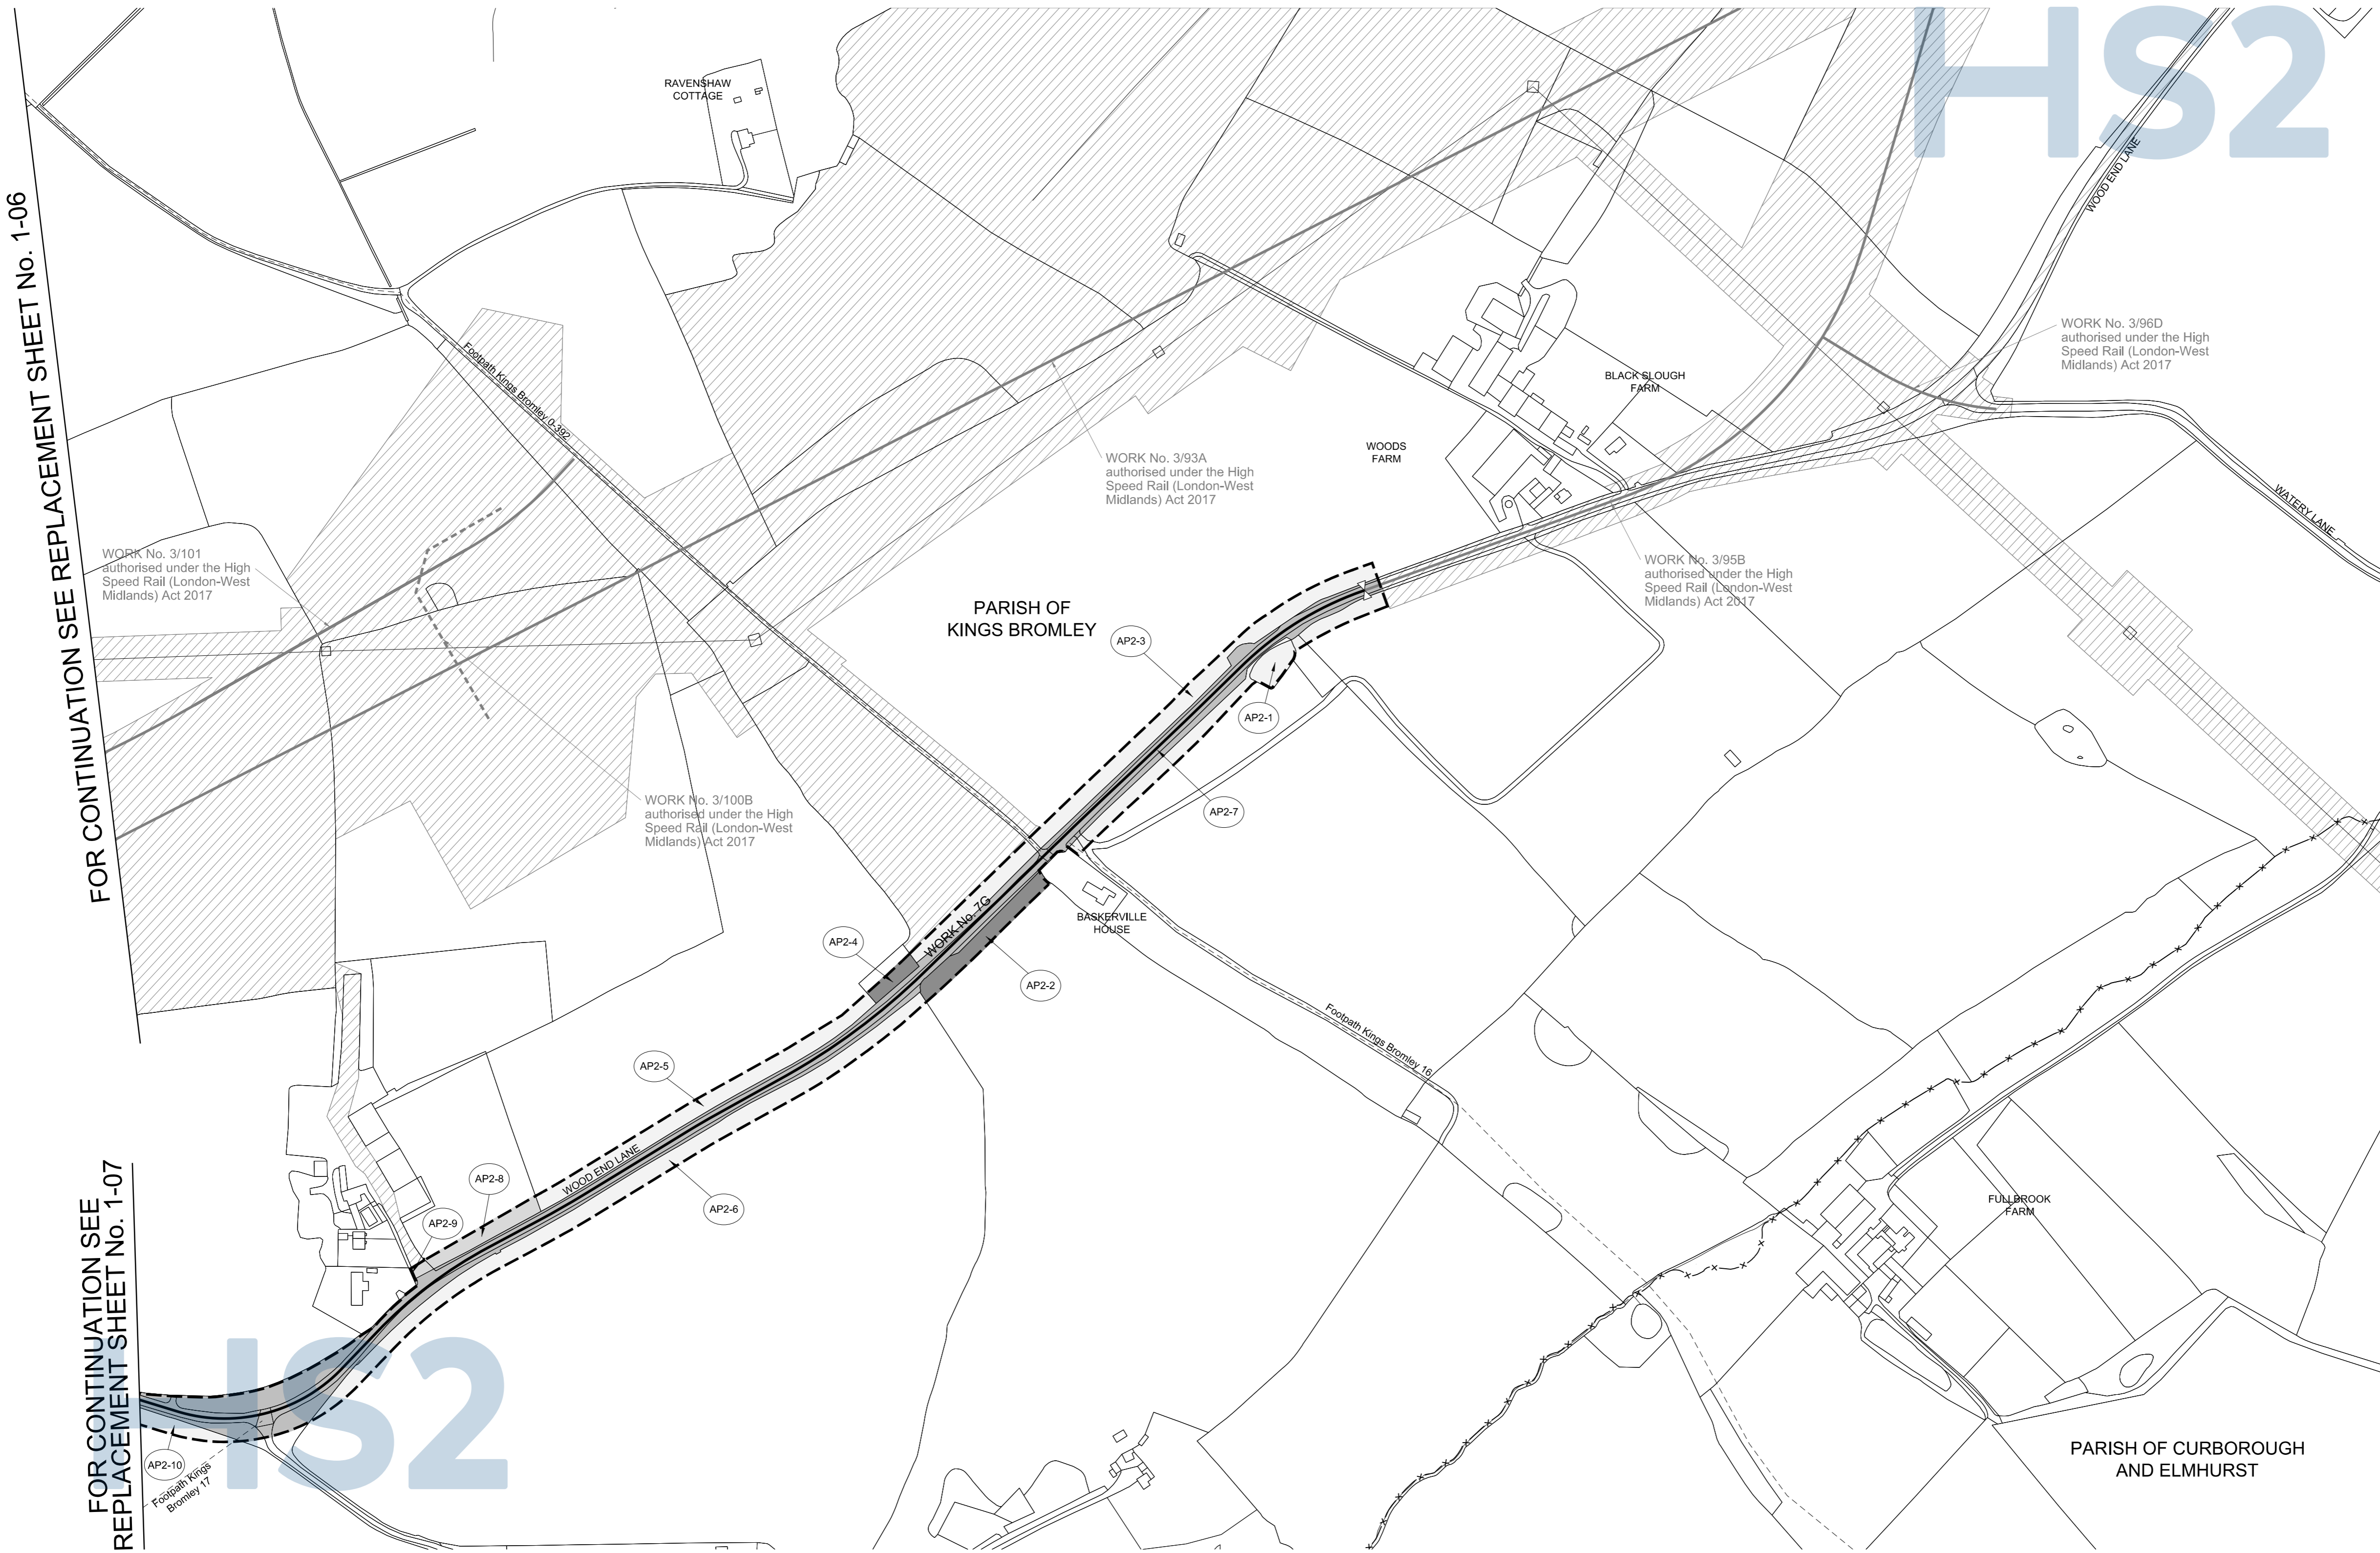 HS2
RAVENSHAW
COTTAGE
WOOD END LANE
FOR CONTINUATION SEE REPLACEMENT SHEET No. 1-06
Footpath Kings Bromley 0-392
WORK No. 3/96D
authorised under the High
Speed Rail (London-West
Midlands) Act 2017
BLACK SLOUGH
FARM
WOODS
FARM
WORK No. 3/93A
authorised under the High
Speed Rail (London-West
Midlands) Act 2017
WATERY LANE
WORK No. 3/101
authorised under the High
Speed Rail (London-West
Midlands) Act 2017
WORK No. 3/95B
authorised under the High
Speed Rail (London-West
Midlands) Act 2017
PARISH OF
KINGS BROMLEY
AP2-3
AP2-1
WORK No. 3/100B
authorised under the High
Speed Rail (London-West
Midlands) Act 2017
AP2-7
BASKERVILLE
HOUSE
WORK No. 7G
AP2-4
AP2-2
Footpath Kings Bromley 16
AP2-5
WOOD END LANE
AP2-8
AP2-6
AP2-9
FULLBROOK
FARM
FOR CONTINUATION SEE
REPLACEMENT SHEET No. 1-07
HS2
AP2-10
Footpath Kings
Bromley 17
PARISH OF CURBOROUGH
AND ELMHURST